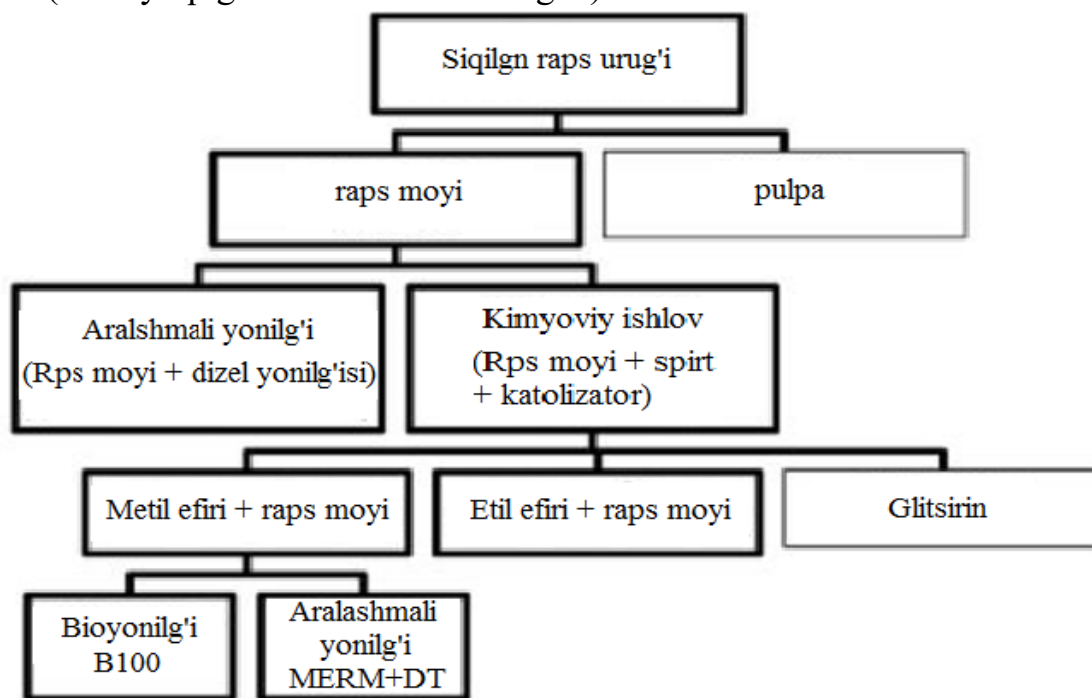 Siqilgn raps urug'i
raps moyi
pulpa
Aralshmali yonilg'i
(Rps moyi + dizel yonilg'isi)
Kimyoviy ishlov
(Rps moyi + spirt
+ katolizator)
Metil efiri + raps moyi
Etil efiri + raps moyi
Glitsirin
Bioyonilg'i
B100
Aralashmali
yonilg'i
MERM+DT